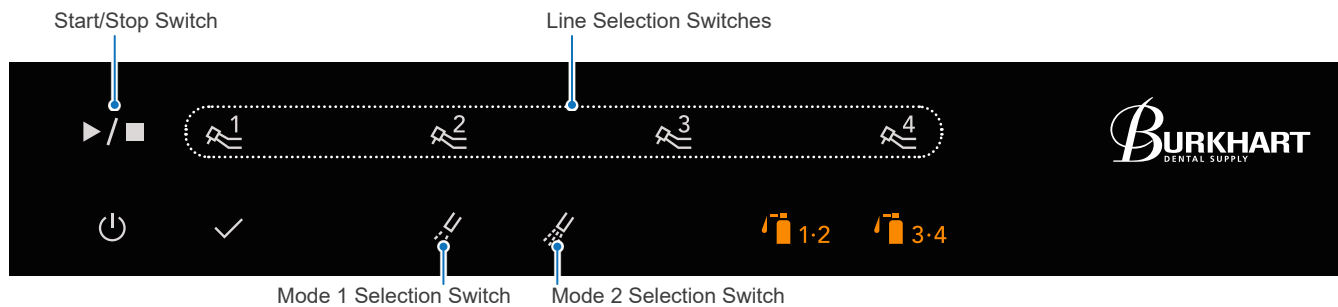 Start/Stop Switch
Line Selection Switches
1
2
3
4
BURKHART
DENTAL SUPPLY
1·2
3·4
Mode 1 Selection Switch
Mode 2 Selection Switch